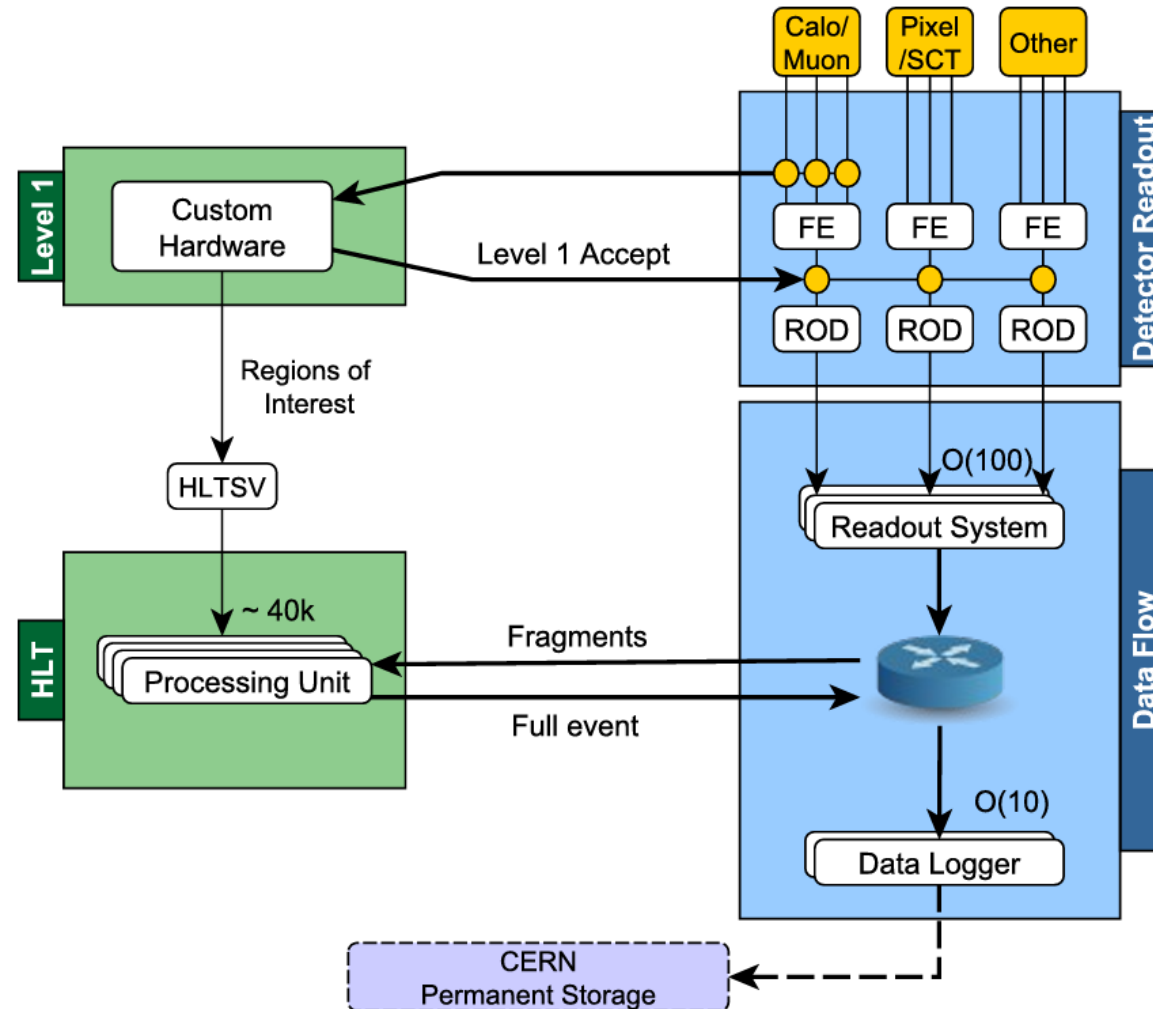 Calo/
Muon
Pixel
/SCT
Other
Detector Readout
Level 1
Custom
Hardware
FE
FE
FE
Level 1 Accept
ROD
ROD
ROD
Regions of
Interest
HLTSV
O(100)
Readout System
Data Flow
HLT
~ 40k
Processing Unit
Fragments
Full event
O(10)
Data Logger
CERN
Permanent Storage